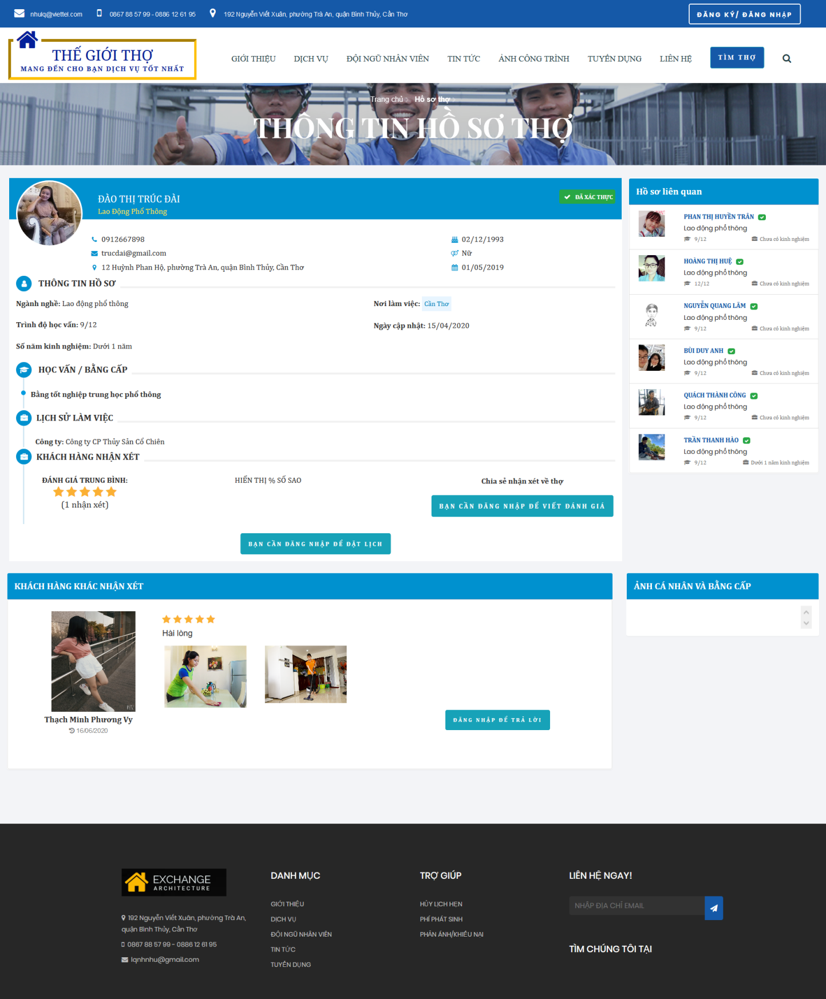 nhulq@viettel.com 0867 88 57 99 - 0886 12 61 95 192 Nguyễn Viết Xuân, phường Trà An, quận Bình Thủy, Cần Thơ ĐĂNG KÝ/ ĐĂNG NHẬP
THẾ GIỚI THỢ
MANG ĐẾN CHO BẠN DỊCH VỤ TỐT NHẤT
GIỚI THIỆU DỊCH VỤ ĐỘI NGŨ NHÂN VIÊN TIN TỨC ẢNH CÔNG TRÌNH TUYỂN DỤNG LIÊN HỆ TÌM THỢ
Trang chủ Hồ sơ thợ
THÔNG TIN HỒ SƠ THỢ
ĐÀO THỊ TRÚC ĐÀI
Lao Động Phổ Thông
ĐÃ XÁC THỰC
0912667898 02/12/1993
trucdai@gmail.com Nữ
12 Huỳnh Phan Hộ, phường Trà An, quận Bình Thủy, Cần Thơ 01/05/2019
THÔNG TIN HỒ SƠ
Ngành nghề: Lao động phổ thông Nơi làm việc: Cần Thơ
Trình độ học vấn: 9/12 Ngày cập nhật: 15/04/2020
Số năm kinh nghiệm: Dưới 1 năm
HỌC VẤN / BẰNG CẤP
Bằng tốt nghiệp trung học phổ thông
LỊCH SỬ LÀM VIỆC
Công ty: Công ty CP Thủy Sản Cổ Chiên
KHÁCH HÀNG NHẬN XÉT
ĐÁNH GIÁ TRUNG BÌNH: HIỂN THỊ % SỐ SAO Chia sẻ nhận xét về thợ
(1 nhận xét)
BẠN CẦN ĐĂNG NHẬP ĐỂ VIẾT ĐÁNH GIÁ
BẠN CẦN ĐĂNG NHẬP ĐỂ ĐẶT LỊCH
Hồ sơ liên quan
PHAN THỊ HUYỀN TRÂN
Lao động phổ thông
9/12 Chưa có kinh nghiệm
HOÀNG THỊ HUỆ
Lao động phổ thông
12/12 Chưa có kinh nghiệm
NGUYỄN QUANG LÃM
Lao động phổ thông
9/12 Chưa có kinh nghiệm
BÙI DUY ANH
Lao động phổ thông
9/12 Chưa có kinh nghiệm
QUÁCH THÀNH CÔNG
Lao động phổ thông
9/12 Chưa có kinh nghiệm
TRẦN THANH HÀO
Lao động phổ thông
9/12 Dưới 1 năm kinh nghiệm
KHÁCH HÀNG KHÁC NHẬN XÉT
Hài lòng
Thạch Minh Phương Vy
16/06/2020
ĐĂNG NHẬP ĐỂ TRẢ LỜI
ẢNH CÁ NHÂN VÀ BẰNG CẤP
EXCHANGE
ARCHITECTURE
192 Nguyễn Viết Xuân, phường Trà An,
quận Bình Thủy, Cần Thơ
0867 88 57 99 - 0886 12 61 95
lqnhnhu@gmail.com
DANH MỤC
GIỚI THIỆU
DỊCH VỤ
ĐỘI NGŨ NHÂN VIÊN
TIN TỨC
TUYỂN DỤNG
TRỢ GIÚP
HỦY LỊCH HẸN
PHÍ PHÁT SINH
PHẢN ÁNH/KHIẾU NẠI
LIÊN HỆ NGAY!
NHẬP ĐỊA CHỈ EMAIL
TÌM CHÚNG TÔI TẠI